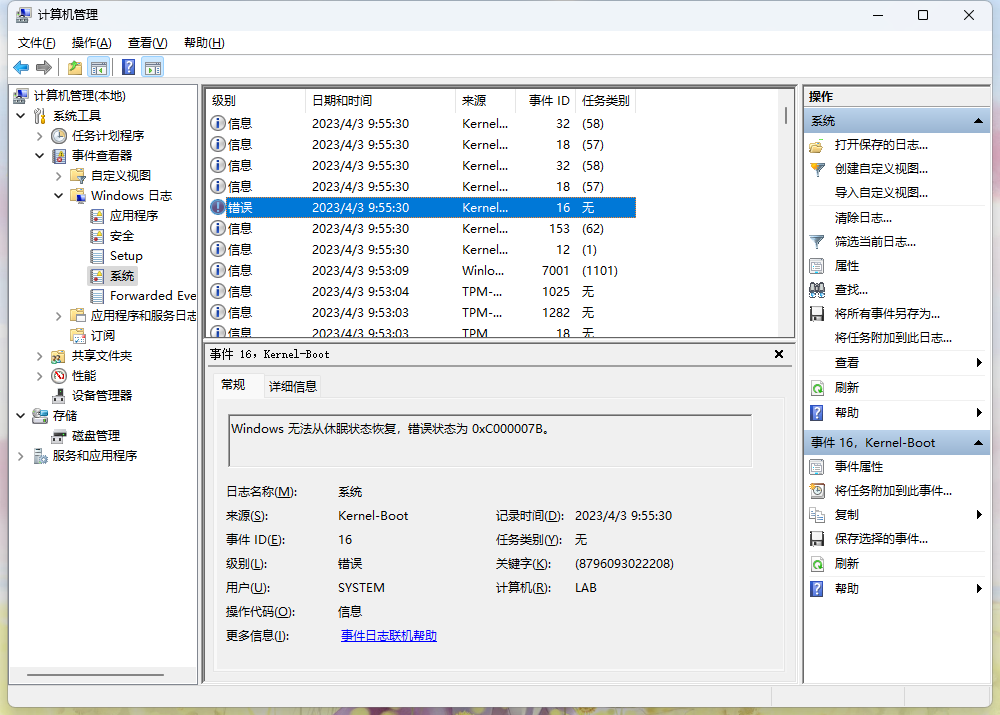 计算机管理
文件(F) 操作(A) 查看(V) 帮助(H)
计算机管理(本地)
系统工具
任务计划程序
事件查看器
自定义视图
Windows 日志
应用程序
安全
Setup
系统
Forwarded Eve
应用程序和服务日志
订阅
共享文件夹
性能
设备管理器
存储
磁盘管理
服务和应用程序
级别 日期和时间 来源 事件 ID 任务类别
信息 2023/4/3 9:55:30 Kernel... 32 (58)
信息 2023/4/3 9:55:30 Kernel... 18 (57)
信息 2023/4/3 9:55:30 Kernel... 32 (58)
信息 2023/4/3 9:55:30 Kernel... 18 (57)
错误 2023/4/3 9:55:30 Kernel... 16 无
信息 2023/4/3 9:55:30 Kernel... 153 (62)
信息 2023/4/3 9:55:30 Kernel... 12 (1)
信息 2023/4/3 9:53:09 Winlo... 7001 (1101)
信息 2023/4/3 9:53:04 TPM-... 1025 无
信息 2023/4/3 9:53:03 TPM-... 1282 无
信息 2023/4/3 9:53:03 TPM 18 无
事件 16，Kernel-Boot
常规 详细信息
Windows 无法从休眠状态恢复，错误状态为 0xC000007B。
日志名称(M): 系统
来源(S): Kernel-Boot 记录时间(D): 2023/4/3 9:55:30
事件 ID(E): 16 任务类别(Y): 无
级别(L): 错误 关键字(K): (8796093022208)
用户(U): SYSTEM 计算机(R): LAB
操作代码(O): 信息
更多信息(I): 事件日志联机帮助
操作
系统
打开保存的日志...
创建自定义视图...
导入自定义视图...
清除日志...
筛选当前日志...
属性
查找...
将所有事件另存为...
将任务附加到此日志...
查看
刷新
帮助
事件 16，Kernel-Boot
事件属性
将任务附加到此事件...
复制
保存选择的事件...
刷新
帮助